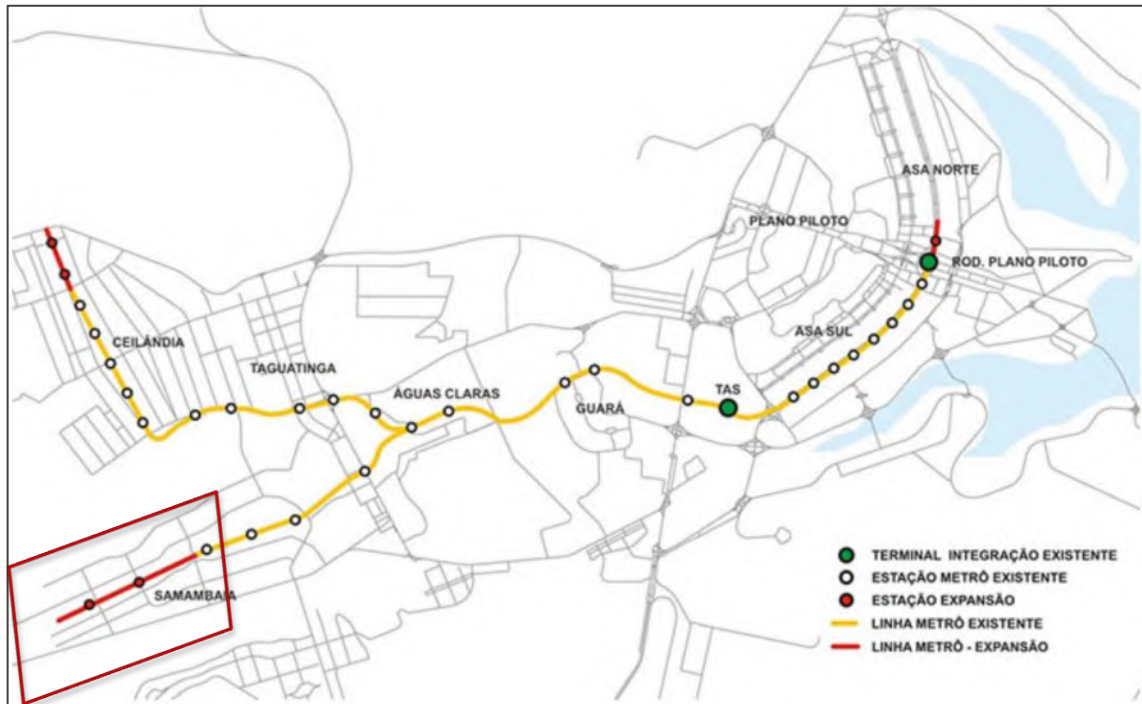 ASA NORTE
PLANO PILOTO
ROD. PLANO PILOTO
ASA SUL
CEILÂNDIA
TAGUATINGA
ÁGUAS CLARAS
GUARÁ
TAS
SAMAMBAIA
TERMINAL INTEGRAÇÃO EXISTENTE
ESTAÇÃO METRÔ EXISTENTE
ESTAÇÃO EXPANSÃO
LINHA METRÔ EXISTENTE
LINHA METRÔ - EXPANSÃO